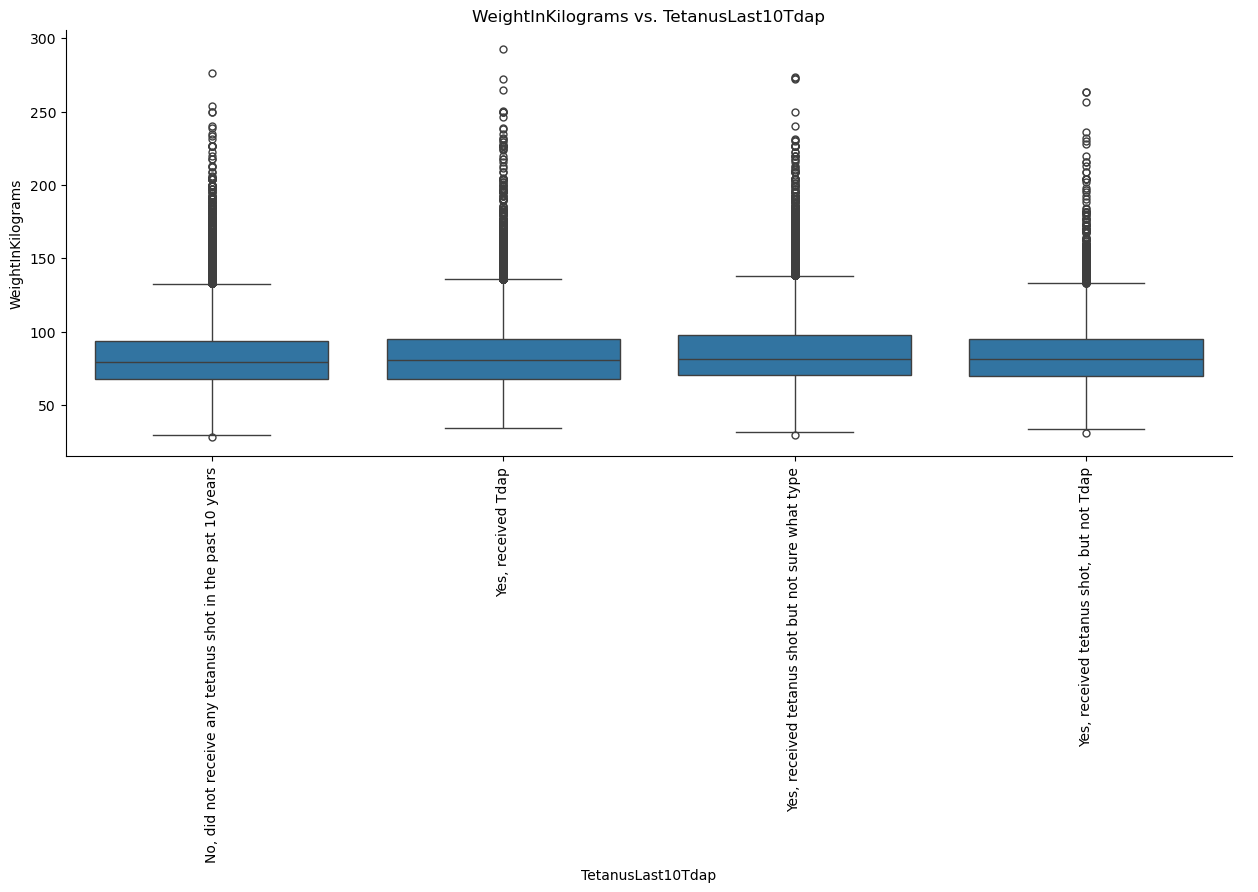 WeightInKilograms vs. TetanusLast10Tdap
300
250
200
150
100
50
WeightInKilograms
No, did not receive any tetanus shot in the past 10 years
Yes, received Tdap
Yes, received tetanus shot but not sure what type
Yes, received tetanus shot, but not Tdap
TetanusLast10Tdap